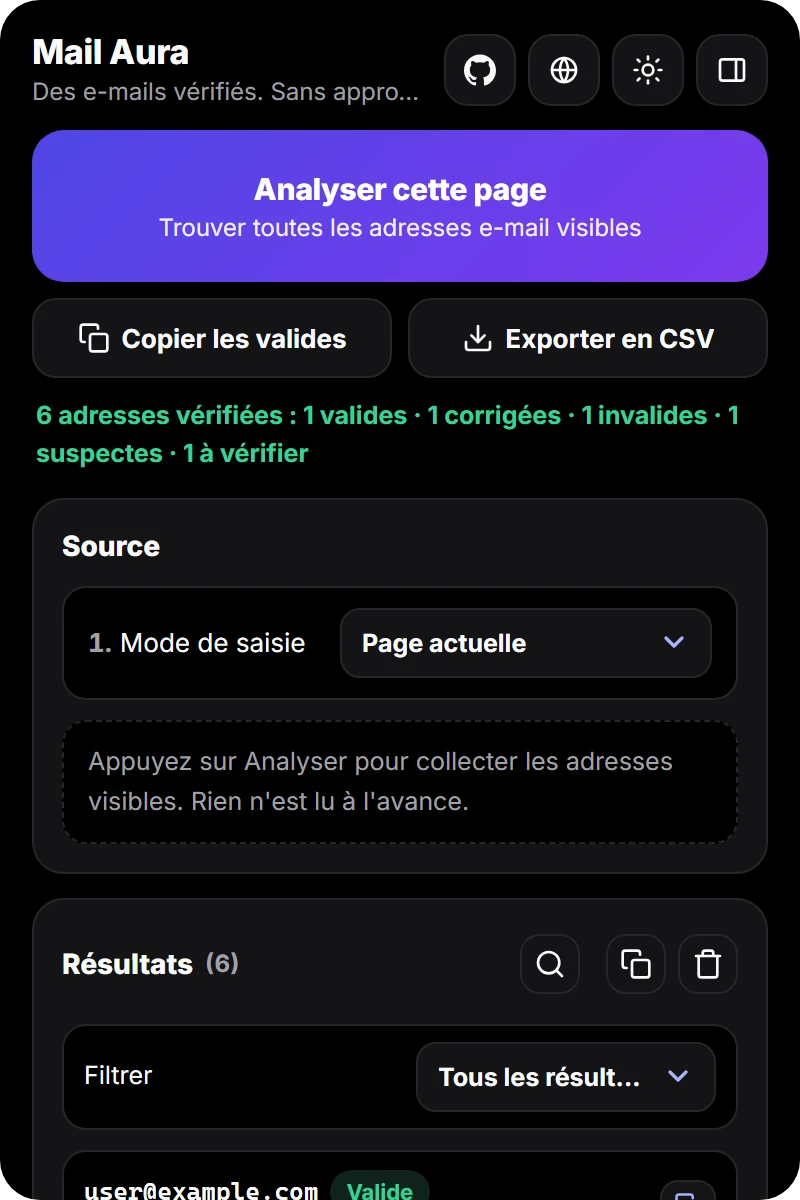 Mail Aura
Des e-mails vérifiés. Sans appro...
Analyser cette page
Trouver toutes les adresses e-mail visibles
Copier les valides
Exporter en CSV
6 adresses vérifiées : 1 valides · 1 corrigées · 1 invalides · 1
suspectes · 1 à vérifier
Source
1. Mode de saisie
Page actuelle
Appuyez sur Analyser pour collecter les adresses
visibles. Rien n'est lu à l'avance.
Résultats (6)
Filtrer
Tous les résult...
user@example.com Valide